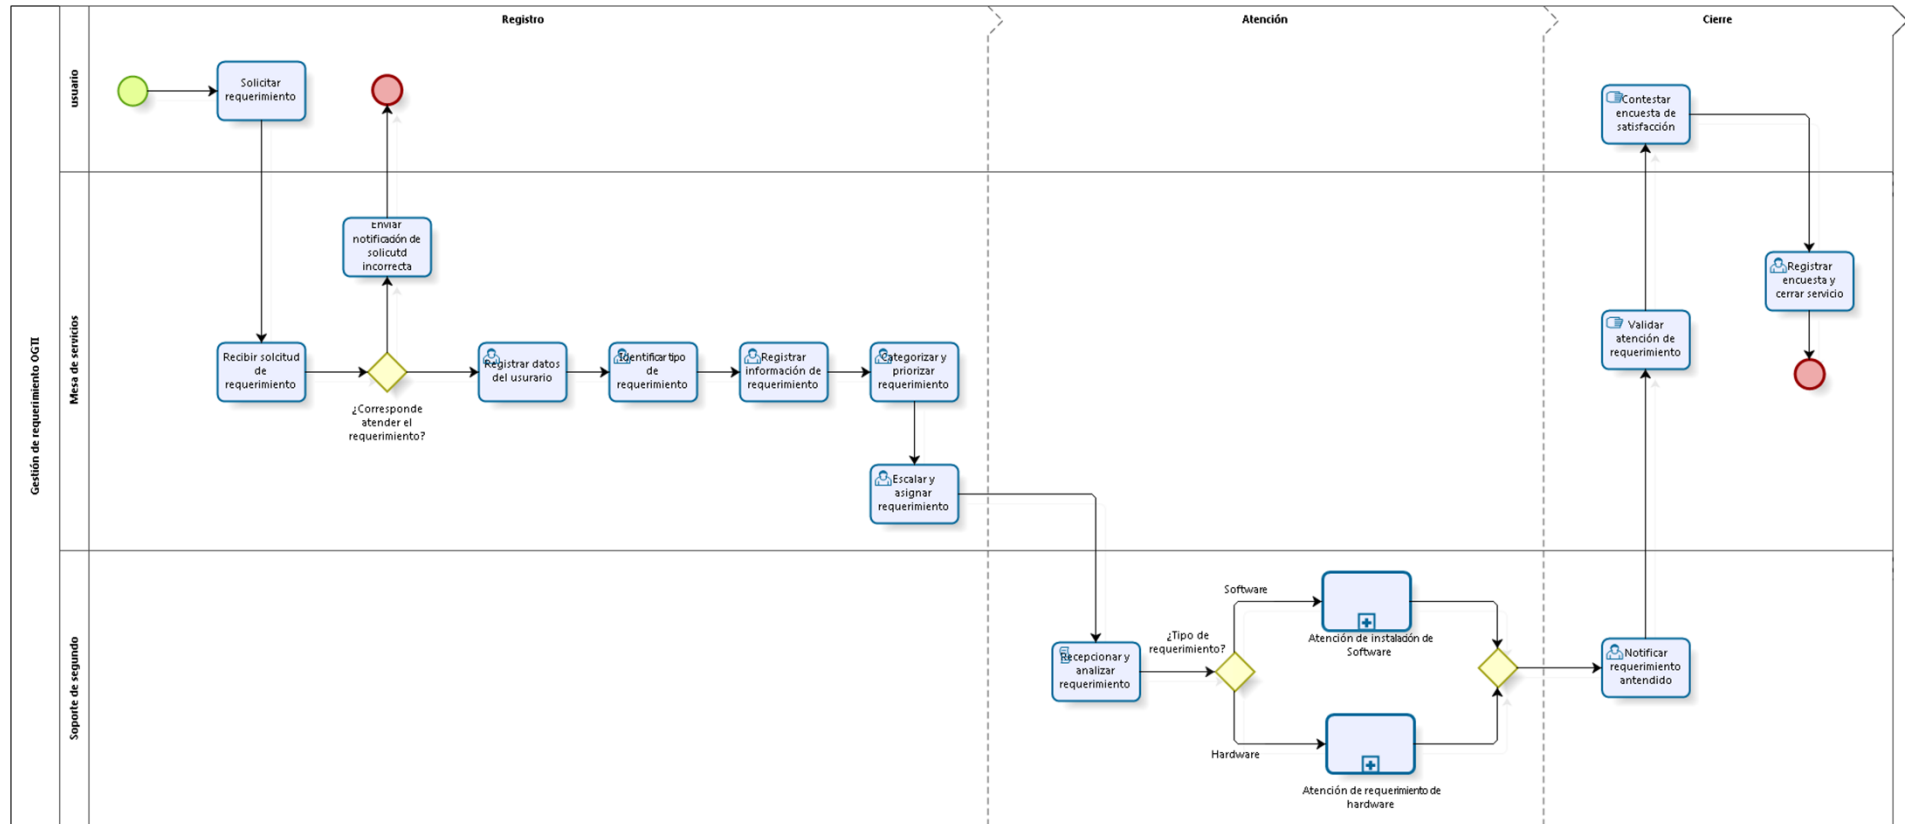 Registro
Atención
Cierre
Gestión de requerimiento OGTI
usuario
Mesa de servicios
Soporte de segundo
Solicitar
requerimiento
Enviar
notificación de
solicutd
incorrecta
Recibir solcitud
de
requerimiento
¿Corresponde
atender el
requerimiento?
Registrar datos
del usurario
Identificar tipo
de
requerimiento
Registrar
información de
requerimiento
Categorizar y
priorizar
requerimiento
Escalar y
asignar
requerimiento
Recepcionar y
analizar
requerimiento
¿Tipo de
requerimiento?
Software
Atención de instalación de
Software
Hardware
Atención de requerimiento de
hardware
Notificar
requerimiento
antendido
Validar
atención de
requerimiento
Contestar
encuesta de
satisfacción
Registrar
encuesta y
cerrar servicio